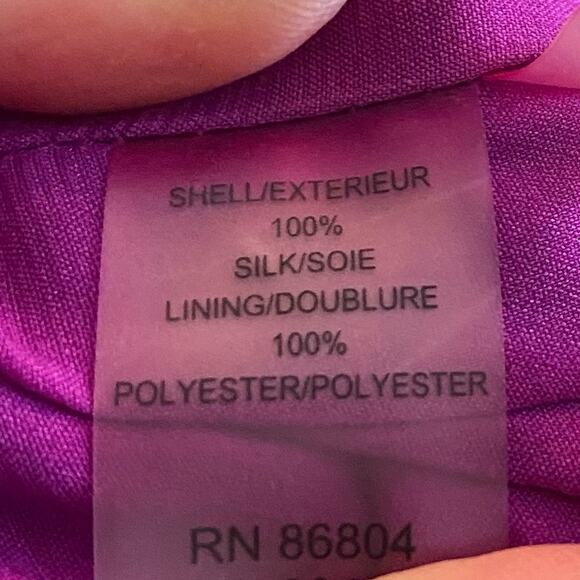 SHELL/EXTERIEUR
100%
SILK/SOIE
LINING/DOUBLURE
100%
POLYESTER/POLYESTER
RN 86804